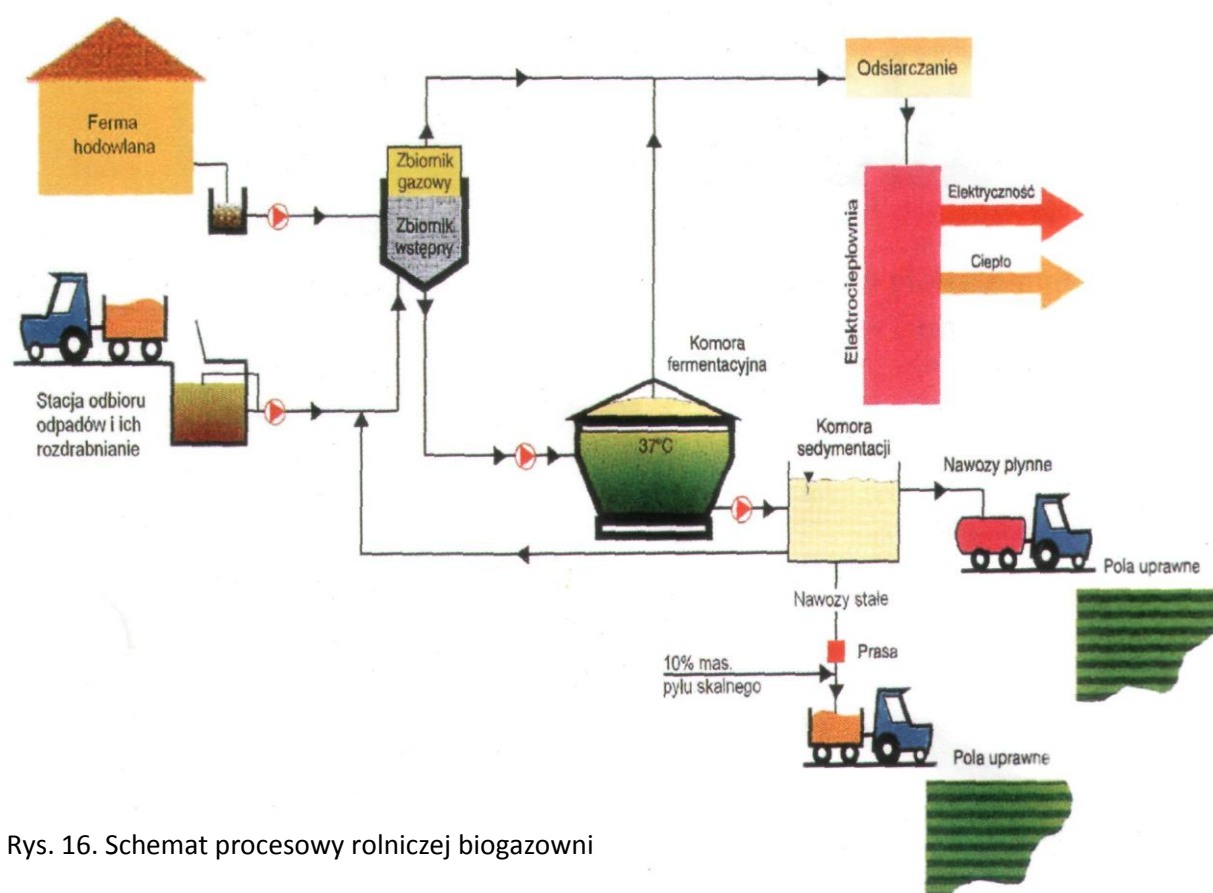 Ferma
hodowlana
Zbiornik
gazowy
Zbiornik
wstępny
Odsiarczanie
Elektrociepłownia
Elektryczność
Ciepło
Stacja odbioru
odpadów i ich
rozdrabnianie
Komora
fermentacyjna
37°C
Komora
sedymentacji
Nawozy płynne
Pola uprawne
Nawozy stałe
Prasa
10% mas.
pyłu skalnego
Pola uprawne
Rys. 16. Schemat procesowy rolniczej biogazowni